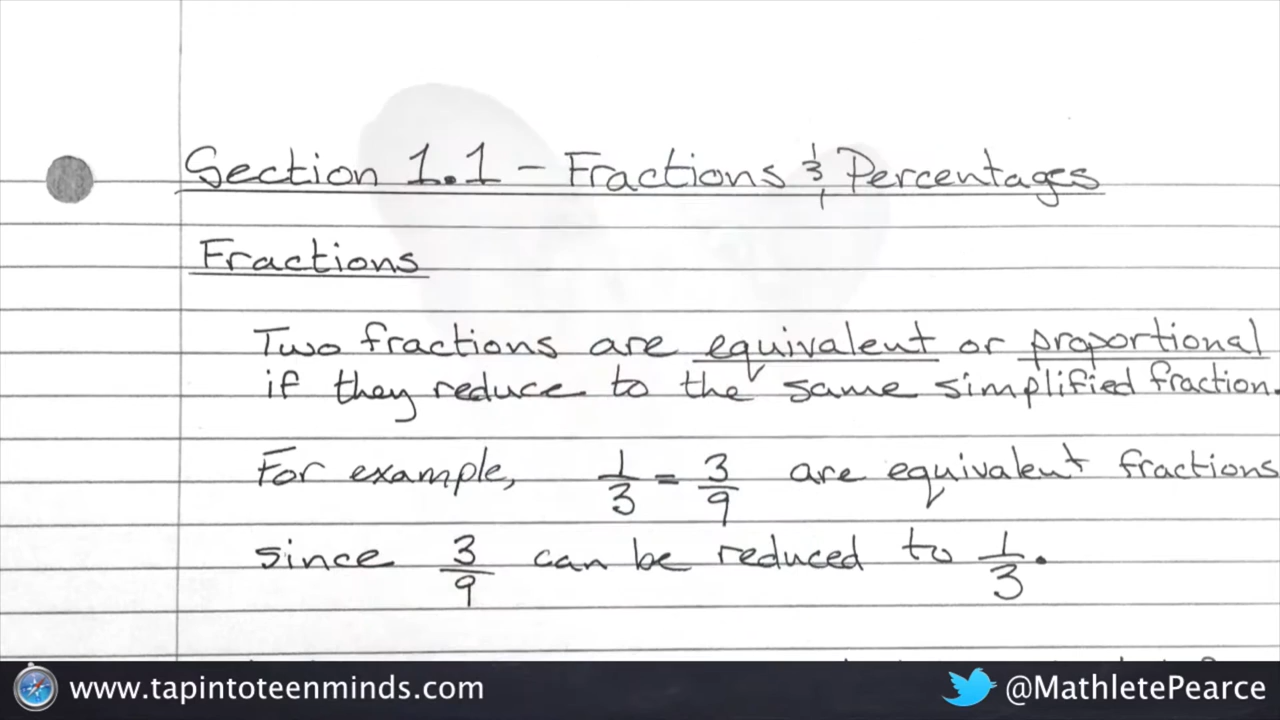 Section 1.1 - Fractions & Percentages
Fractions
Two fractions are equivalent or proportional
if they reduce to the same simplified fraction.
For example, 1/3 = 3/9 are equivalent fractions
since 3/9 can be reduced to 1/3.
www.tapintoteenminds.com
@MathletePearce